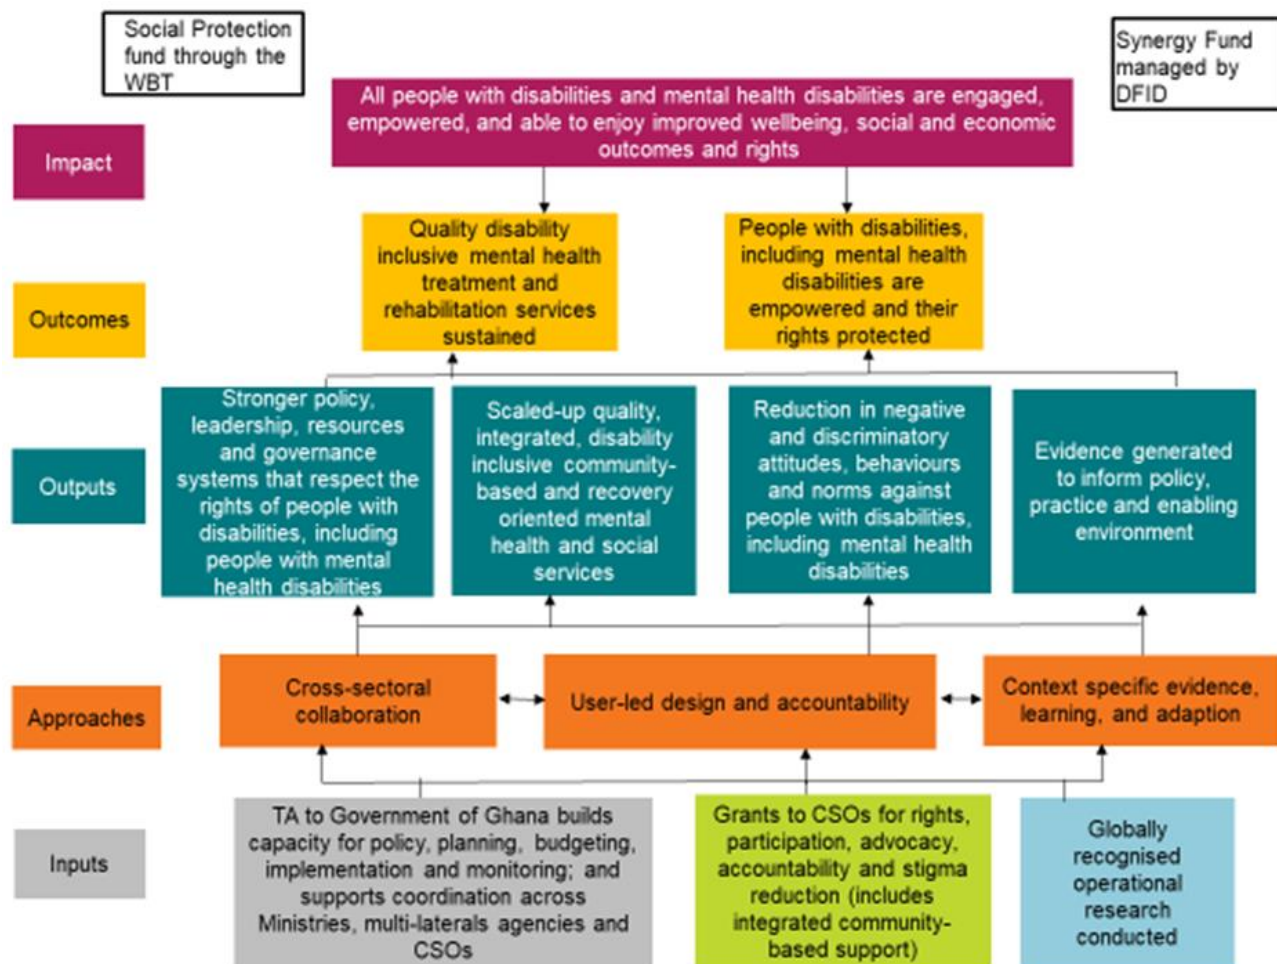 Social Protection
fund through the
WBT
Synergy Fund
managed by
DFID
Impact
All people with disabilities and mental health disabilities are engaged,
empowered, and able to enjoy improved wellbeing, social and economic
outcomes and rights
Outcomes
Quality disability
inclusive mental health
treatment and
rehabilitation services
sustained
People with disabilities,
including mental health
disabilities are
empowered and their
rights protected
Outputs
Stronger policy,
leadership, resources
and governance
systems that respect the
rights of people with
disabilities, including
people with mental
health disabilities
Scaled-up quality,
integrated, disability
inclusive community-
based and recovery
oriented mental
health and social
services
Reduction in negative
and discriminatory
attitudes, behaviours
and norms against
people with disabilities,
including mental health
disabilities
Evidence generated
to inform policy,
practice and enabling
environment
Approaches
Cross-sectoral
collaboration
User-led design and accountability
Context specific evidence,
learning, and adaption
Inputs
TA to Government of Ghana builds
capacity for policy, planning, budgeting,
implementation and monitoring; and
supports coordination across
Ministries, multi-laterals agencies and
CSOs
Grants to CSOs for rights,
participation, advocacy,
accountability and stigma
reduction (includes
integrated community-
based support)
Globally
recognised
operational
research
conducted